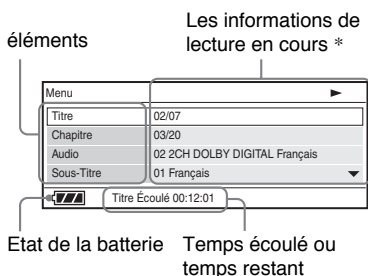 éléments
Les informations de
lecture en cours *
Menu
Titre 02/07
Chapitre 03/20
Audio 02 2CH DOLBY DIGITAL Français
Sous-Titre 01 Français
Titre Écoulé 00:12:01
Etat de la batterie
Temps écoulé ou
temps restant